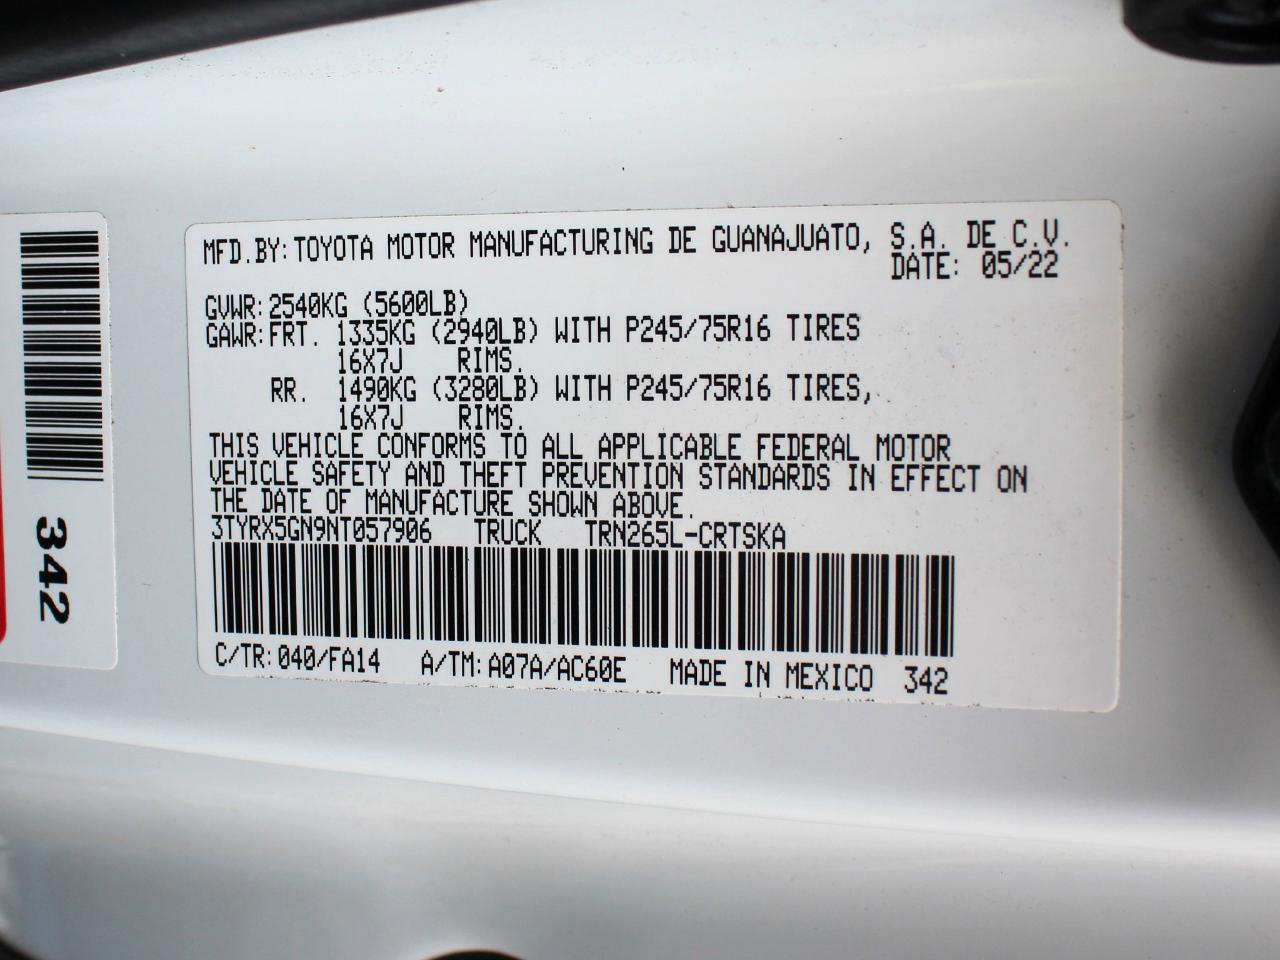 MFD.BY: TOYOTA MOTOR MANUFACTURING DE GUANAJUATO, S.A. DE C.V.
DATE: 05/22
GVWR: 2540KG (5600LB)
GAWR: FRT. 1335KG (2940LB) WITH P245/75R16 TIRES
16X7J RIMS.
RR. 1490KG (3280LB) WITH P245/75R16 TIRES,
16X7J RIMS.
THIS VEHICLE CONFORMS TO ALL APPLICABLE FEDERAL MOTOR
VEHICLE SAFETY AND THEFT PREVENTION STANDARDS IN EFFECT ON
THE DATE OF MANUFACTURE SHOWN ABOVE.
3TYRX5GN9NT057906 TRUCK TRN265L-CRTSKA
C/TR: 040/FA14 A/TM: A07A/AC60E MADE IN MEXICO 342
342